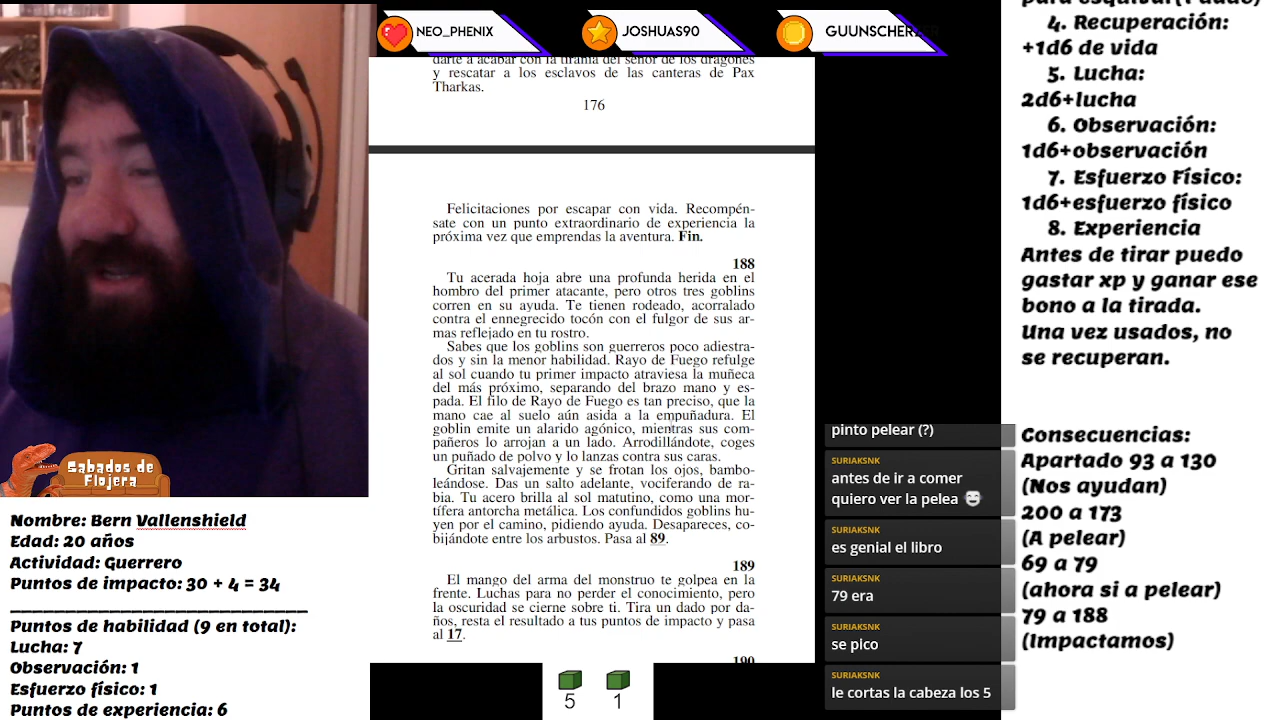 NEO_PHENIX
JOSHUAS90
GUUNSCHERZER
darte a acabar con la tiranía del señor de los dragones
y rescatar a los esclavos de las canteras de Pax
Tharkas.
176
Felicitaciones por escapar con vida. Recompén-
sate con un punto extraordinario de experiencia la
próxima vez que emprendas la aventura. Fin.
188
Tu acerada hoja abre una profunda herida en el
hombro del primer atacante, pero otros tres goblins
corren en su ayuda. Te tienen rodeado, acorralado
contra el ennegrecido tocón con el fulgor de sus ar-
mas reflejado en tu rostro.
Sabes que los goblins son guerreros poco adiestra-
dos y sin la menor habilidad. Rayo de Fuego refulge
al sol cuando tu primer impacto atraviesa la muñeca
del más próximo, separando del brazo mano y es-
pada. El filo de Rayo de Fuego es tan preciso, que la
mano cae al suelo aún asida a la empuñadura. El
goblin emite un alarido agónico, mientras sus com-
pañeros lo arrojan a un lado. Arrodillándote, coges
un puñado de polvo y lo lanzas contra sus caras.
Gritan salvajemente y se frotan los ojos, bambo-
leándose. Das un salto adelante, vociferando de ra-
bia. Tu acero brilla al sol matutino, como una mor-
tífera antorcha metálica. Los confundidos goblins hu-
yen por el camino, pidiendo ayuda. Desapareces, co-
bijándote entre los arbustos. Pasa al 89.
189
El mango del arma del monstruo te golpea en la
frente. Luchas para no perder el conocimiento, pero
la oscuridad se cierne sobre ti. Tira un dado por da-
ños, resta el resultado a tus puntos de impacto y pasa
al 17.
190
5 1
Sabados de
Flojera
Nombre: Bern Vallenshield
Edad: 20 años
Actividad: Guerrero
Puntos de impacto: 30 + 4 = 34
Puntos de habilidad (9 en total):
Lucha: 7
Observación: 1
Esfuerzo físico: 1
Puntos de experiencia: 6
pinto pelear (?)
SURIAKSNK
antes de ir a comer
quiero ver la pelea
SURIAKSNK
es genial el libro
SURIAKSNK
79 era
SURIAKSNK
se pico
SURIAKSNK
le cortas la cabeza los 5
para esquivar(1 dado)
4. Recuperación:
+1d6 de vida
5. Lucha:
2d6+lucha
6. Observación:
1d6+observación
7. Esfuerzo Físico:
1d6+esfuerzo físico
8. Experiencia
Antes de tirar puedo
gastar xp y ganar ese
bono a la tirada.
Una vez usados, no
se recuperan.
Consecuencias:
Apartado 93 a 130
(Nos ayudan)
200 a 173
(A pelear)
69 a 79
(ahora si a pelear)
79 a 188
(Impactamos)